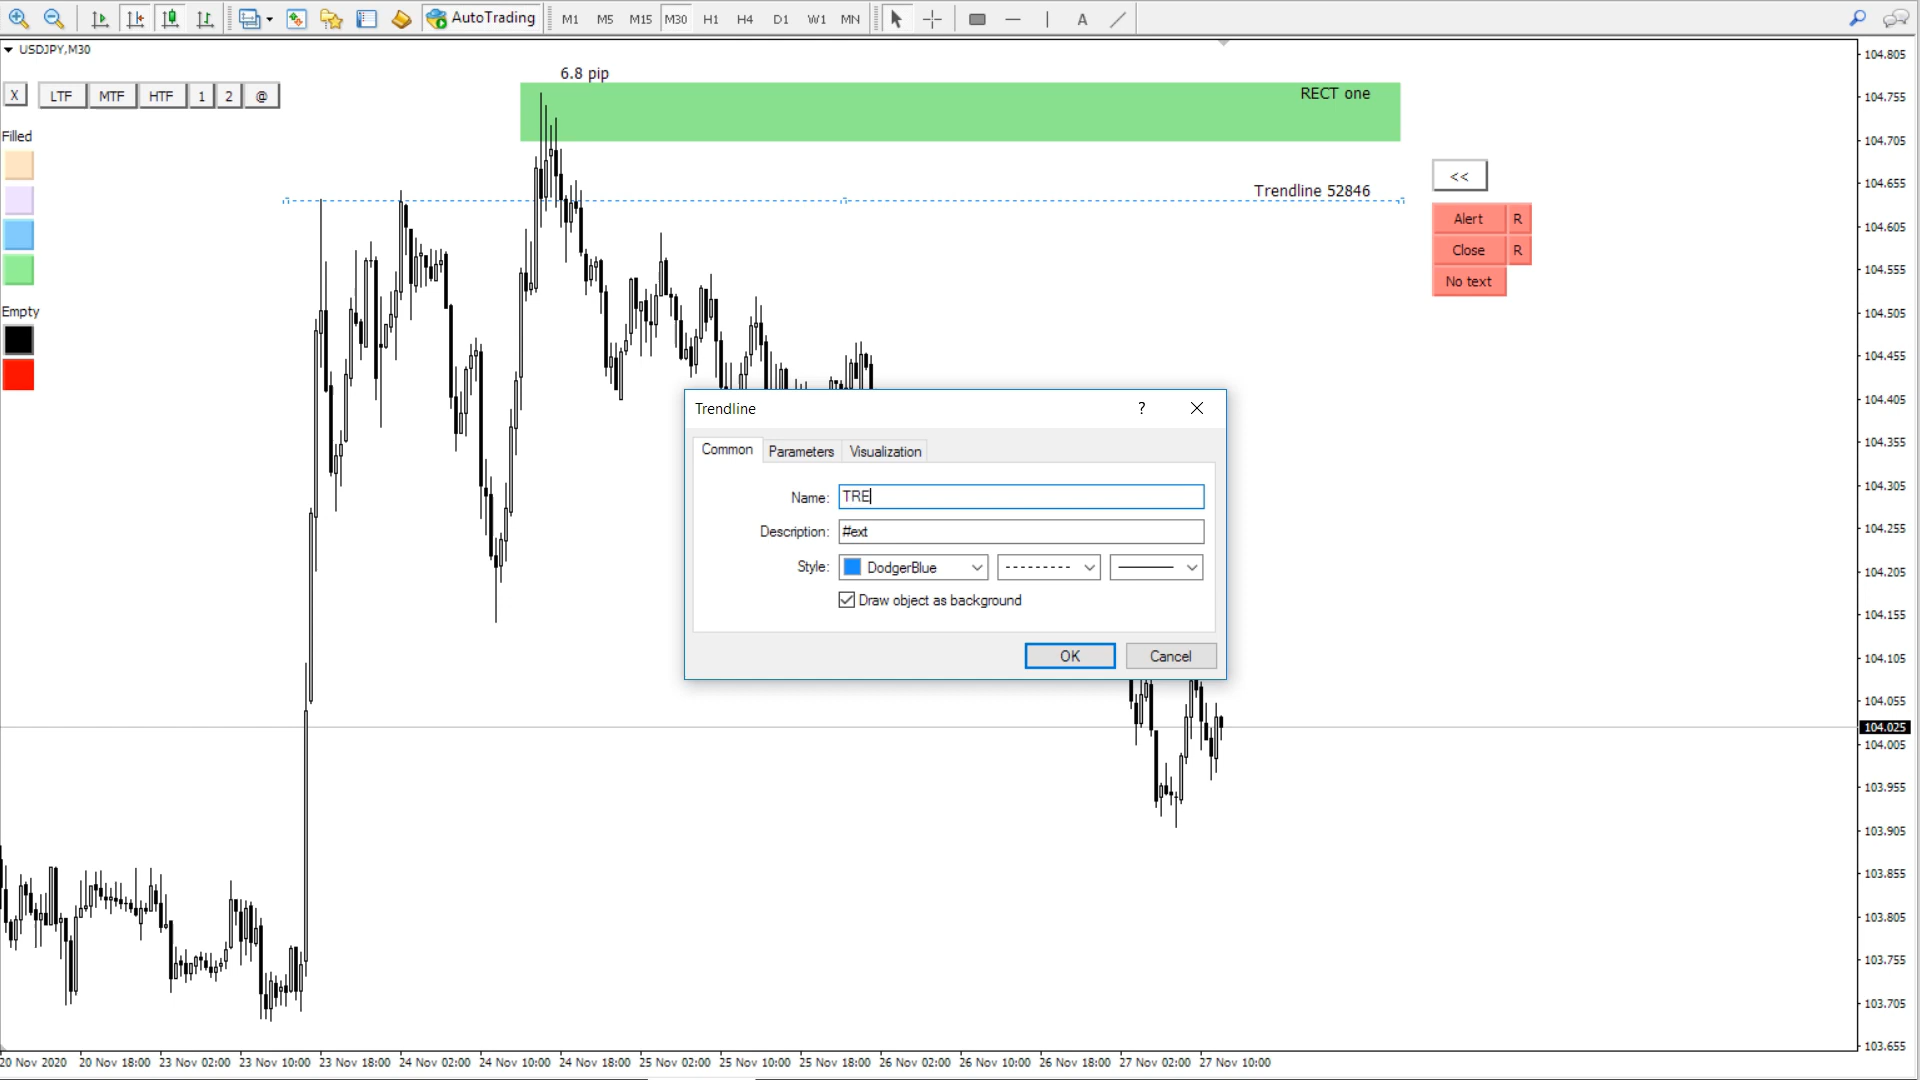 AutoTrading M1 M5 M15 M30 H1 H4 D1 W1 MN A
USDJPY,M30
6.8 pip
RECT one
X LTF MTF HTF 1 2 @
Filled
Trendline 52846
<<
Alert R
Close R
No text
Empty
Trendline ?
Common Parameters Visualization
Name: TRE
Description: #ext
Style: DodgerBlue
Draw object as background
OK Cancel
104.805
104.755
104.705
104.655
104.605
104.555
104.505
104.455
104.405
104.355
104.305
104.255
104.205
104.155
104.105
104.055
104.025
104.005
103.955
103.905
103.855
103.805
103.755
103.705
103.655
20 Nov 2020 20 Nov 18:00 23 Nov 02:00 23 Nov 10:00 23 Nov 18:00 24 Nov 02:00 24 Nov 10:00 24 Nov 18:00 25 Nov 02:00 25 Nov 10:00 25 Nov 18:00 26 Nov 02:00 26 Nov 10:00 26 Nov 18:00 27 Nov 02:00 27 Nov 10:00